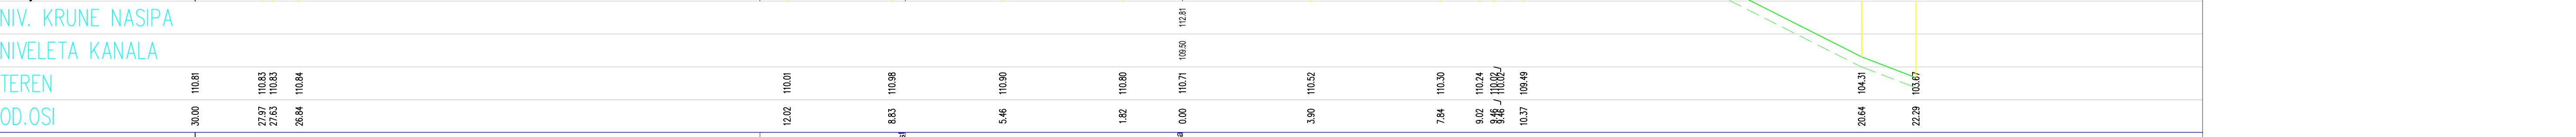 NIV. KRUNE NASIPA 112.81
NIVELETA KANALA 109.50
TEREN 110.81 110.83 110.83 110.84 110.01 110.98 110.90 110.80 110.71 110.52 110.30 110.24 110.02 110.02 109.49 104.31 103.67
OD.OSI 30.00 27.97 27.63 26.84 12.02 8.83 5.46 1.82 0.00 3.90 7.84 9.02 9.46 9.46 10.37 20.64 22.29